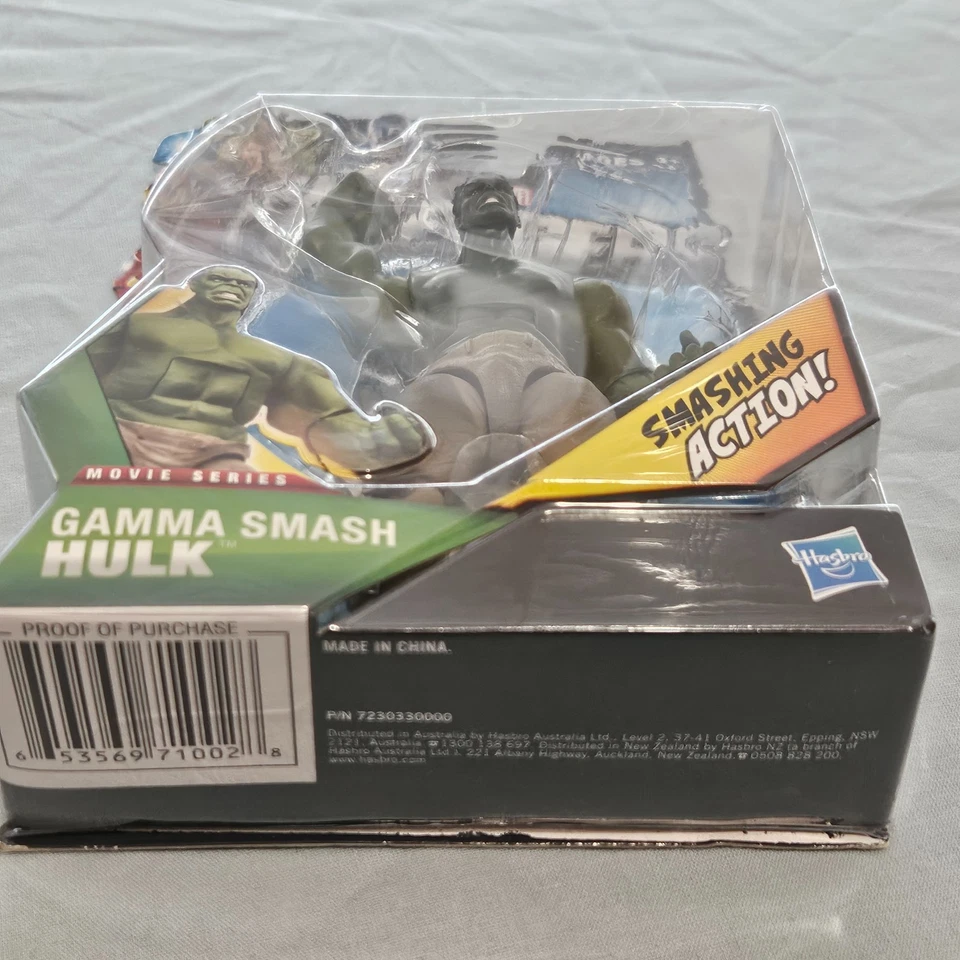 AGES 4+
SMASHING
ACTION!
MOVIE SERIES
GAMMA SMASH
HULK™
Hasbro
PROOF OF PURCHASE
6 53569 71002 8
MADE IN CHINA.
P/N 7230330000
Distributed in Australia by Hasbro Australia Ltd., Level 2, 37-41 Oxford Street, Epping, NSW
2121, Australia ☎1300 138 697. Distributed in New Zealand by Hasbro NZ (a branch of
Hasbro Australia Ltd.), 221 Albany Highway, Auckland, New Zealand.☎ 0508 828 200.
www.hasbro.com